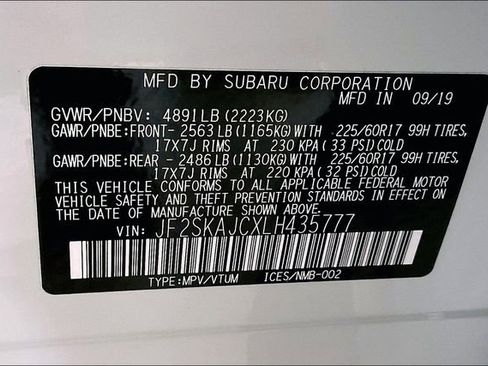 MFD BY SUBARU CORPORATION
MFD IN 09/19
GVWR/PNBV: 4891LB (2223KG)
GAWR/PNBE:FRONT- 2563 LB (1165KG) WITH 225/60R17 99H TIRES,
17X7J RIMS AT 230 KPA ( 33 PSI) COLD
GAWR/PNBE:REAR - 2486 LB (1130KG) WITH 225/60R17 99H TIRES,
17X7J RIMS AT 220 KPA ( 32 PSI) COLD
THIS VEHICLE CONFORMS TO ALL APPLICABLE FEDERAL MOTOR
VEHICLE SAFETY AND THEFT PREVENTION STANDARDS IN EFFECT ON THE
DATE OF MANUFACTURE SHOWN ABOVE.
VIN: JF2SKAJCXLH435777
TYPE:MPV/VTUM ICES/NMB-002